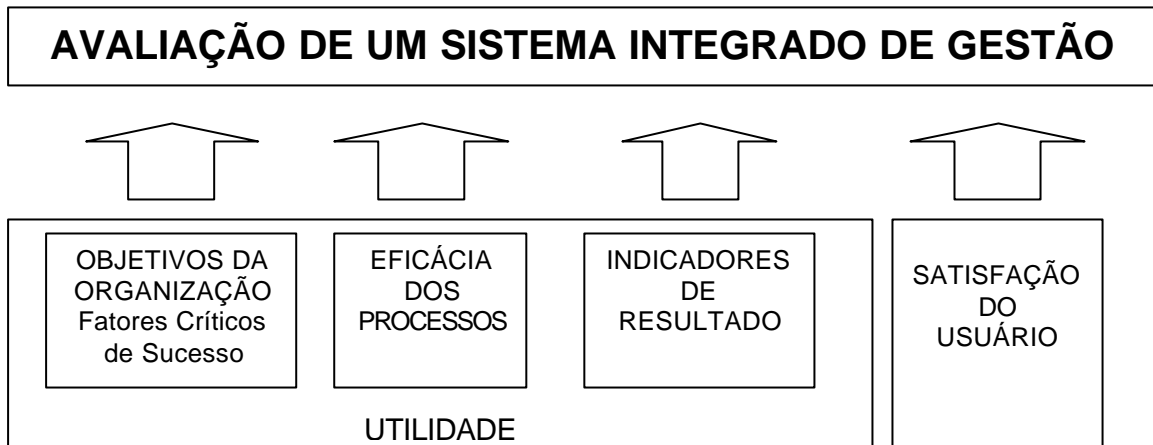 AVALIAÇÃO DE UM SISTEMA INTEGRADO DE GESTÃO
OBJETIVOS DA
ORGANIZAÇÃO
Fatores Críticos
de Sucesso
EFICÁCIA
DOS
PROCESSOS
INDICADORES
DE
RESULTADO
SATISFAÇÃO
DO
USUÁRIO
UTILIDADE